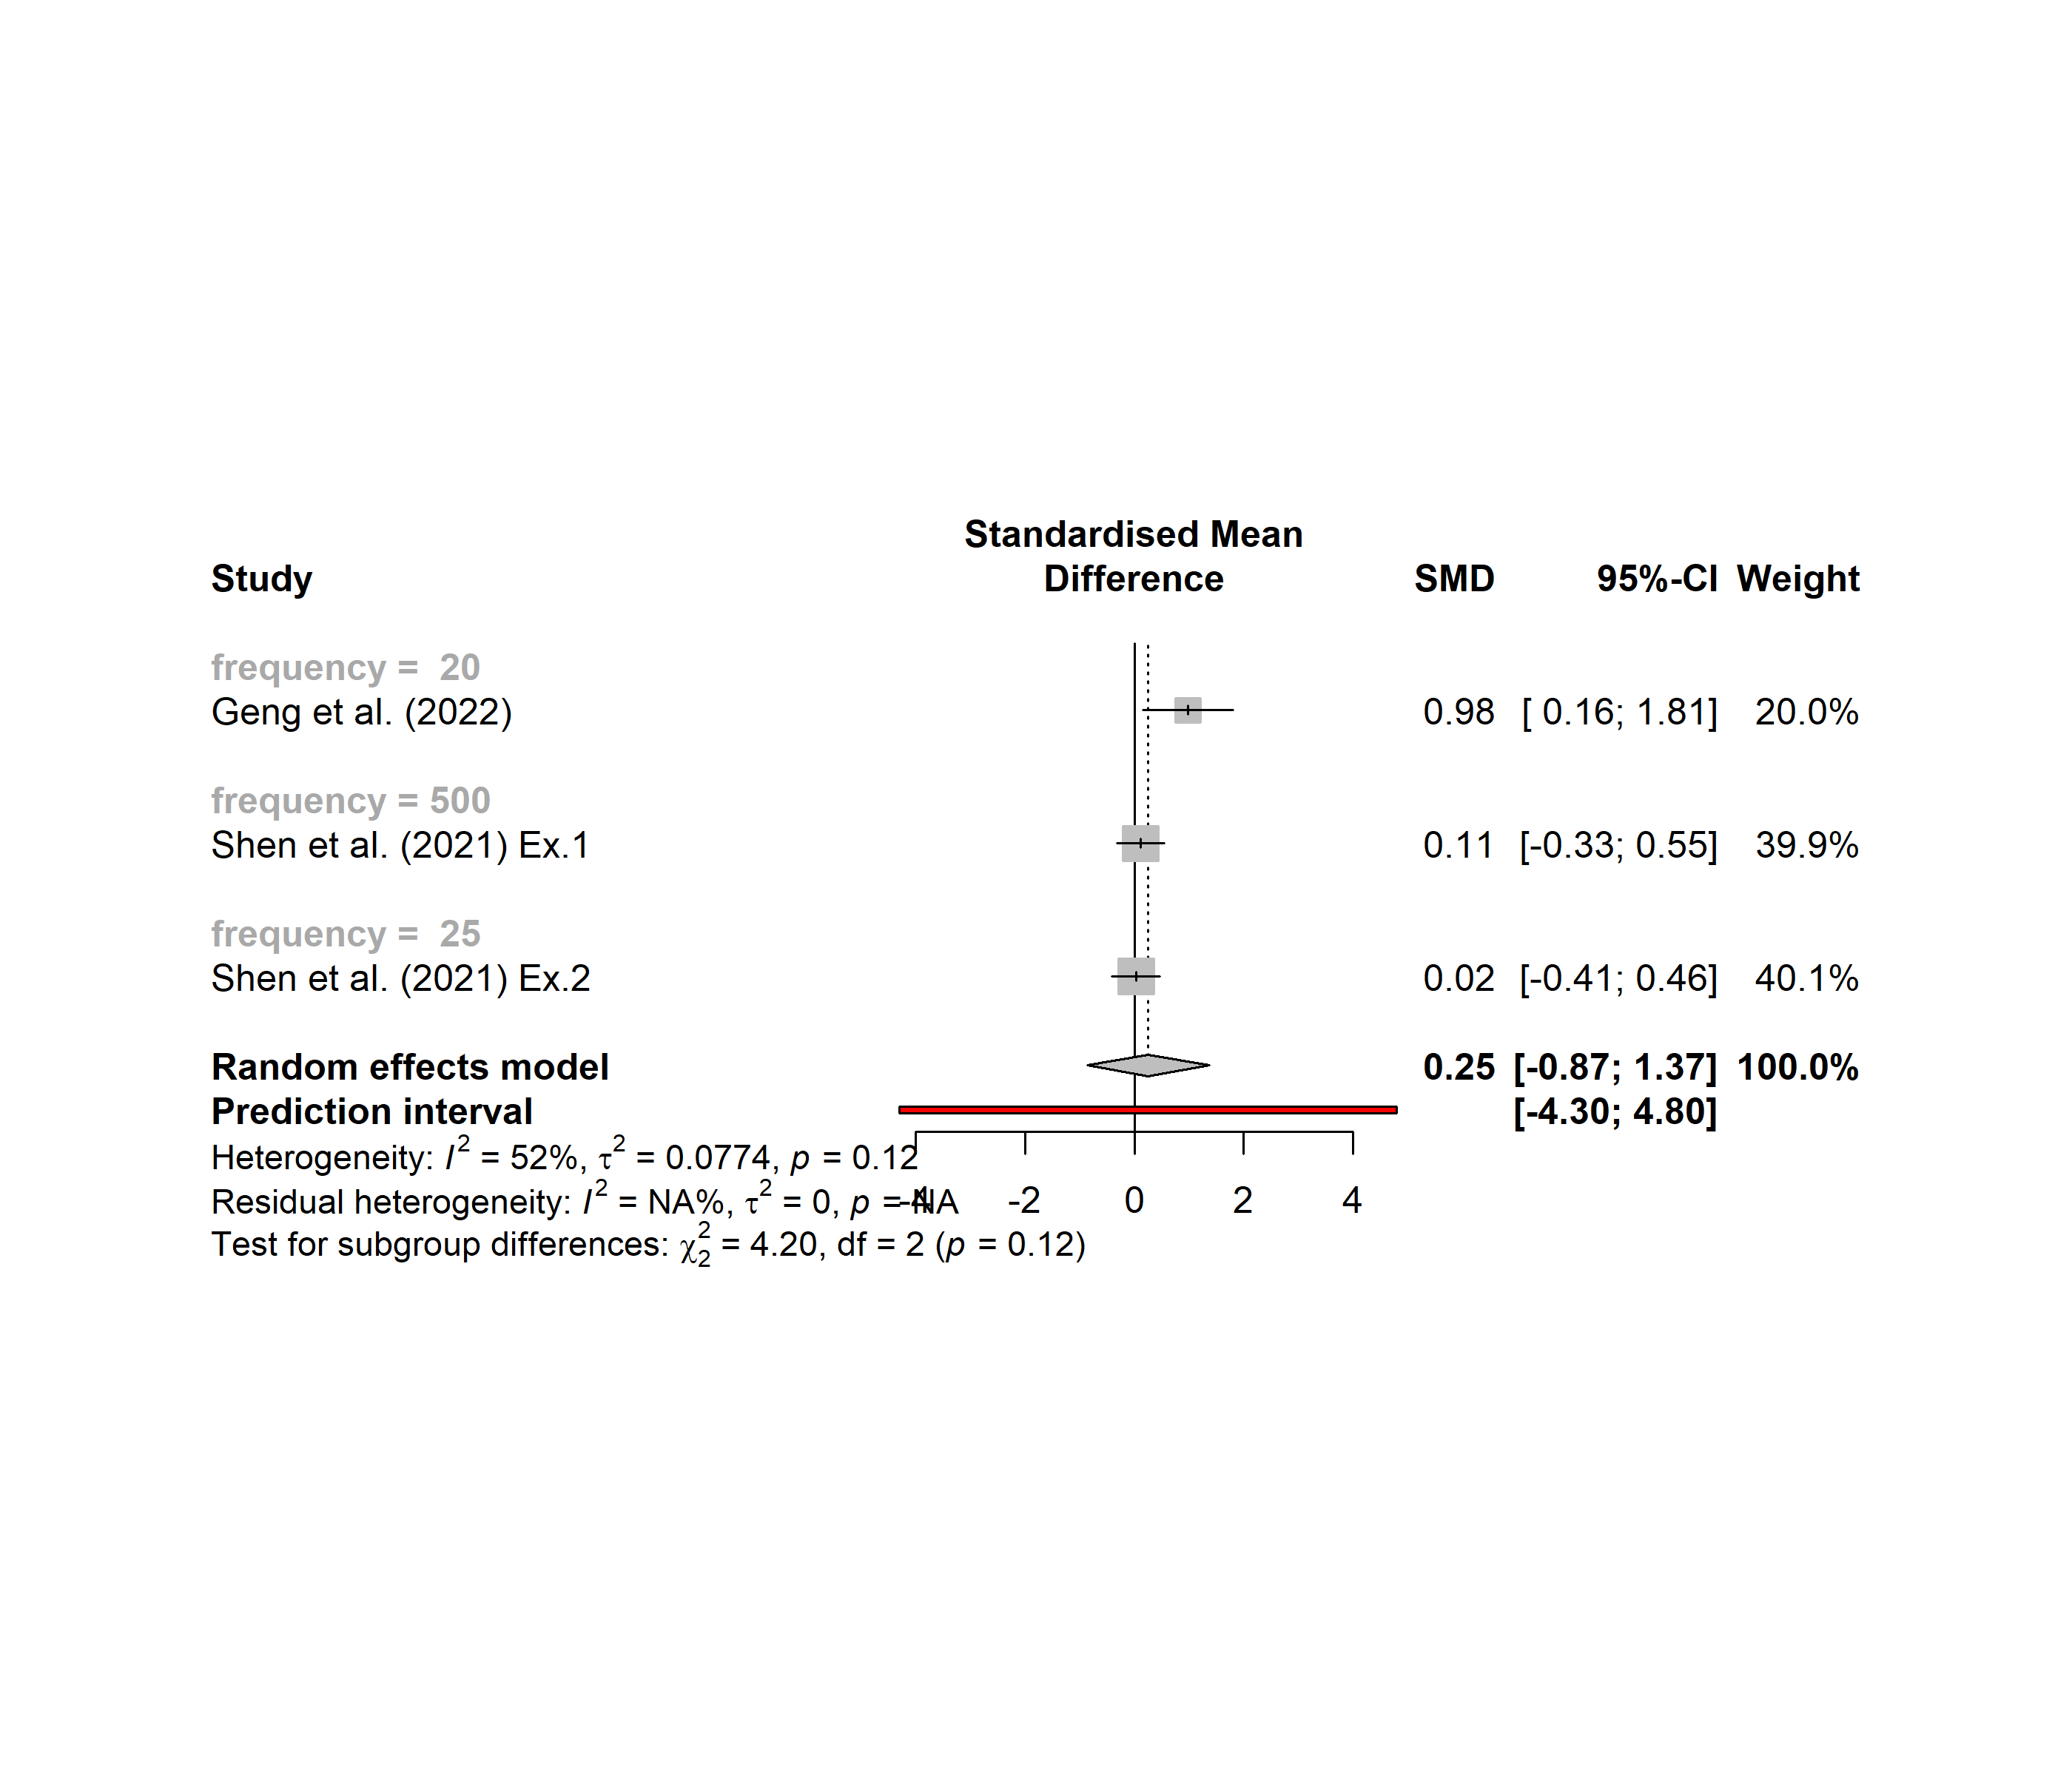 Standardised Mean
Study Difference SMD 95%-CI Weight
frequency = 20
Geng et al. (2022) 0.98 [ 0.16; 1.81] 20.0%
frequency = 500
Shen et al. (2021) Ex.1 0.11 [-0.33; 0.55] 39.9%
frequency = 25
Shen et al. (2021) Ex.2 0.02 [-0.41; 0.46] 40.1%
Random effects model 0.25 [-0.87; 1.37] 100.0%
Prediction interval [-4.30; 4.80]
Heterogeneity: I² = 52%, τ² = 0.0774, p = 0.12
Residual heterogeneity: I² = NA%, τ² = 0, p = NA
-4 -2 0 2 4
Test for subgroup differences: χ²₂ = 4.20, df = 2 (p = 0.12)